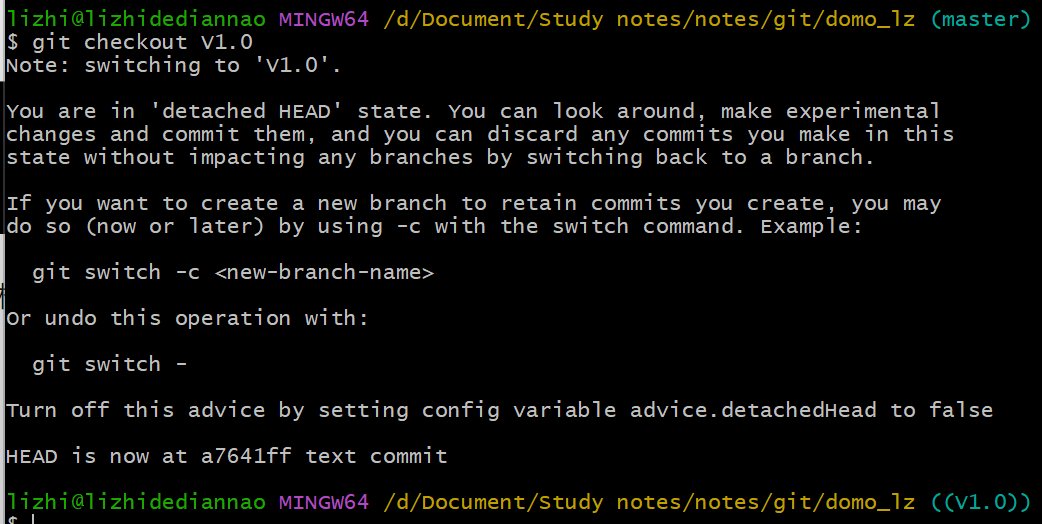 lizhi@lizhidediannao MINGW64 /d/Document/Study notes/notes/git/domo_lz (master)
$ git checkout V1.0
Note: switching to 'V1.0'.
You are in 'detached HEAD' state. You can look around, make experimental
changes and commit them, and you can discard any commits you make in this
state without impacting any branches by switching back to a branch.
If you want to create a new branch to retain commits you create, you may
do so (now or later) by using -c with the switch command. Example:
git switch -c <new-branch-name>
Or undo this operation with:
git switch -
Turn off this advice by setting config variable advice.detachedHead to false
HEAD is now at a7641ff text commit
lizhi@lizhidediannao MINGW64 /d/Document/Study notes/notes/git/domo_lz ((V1.0))
$